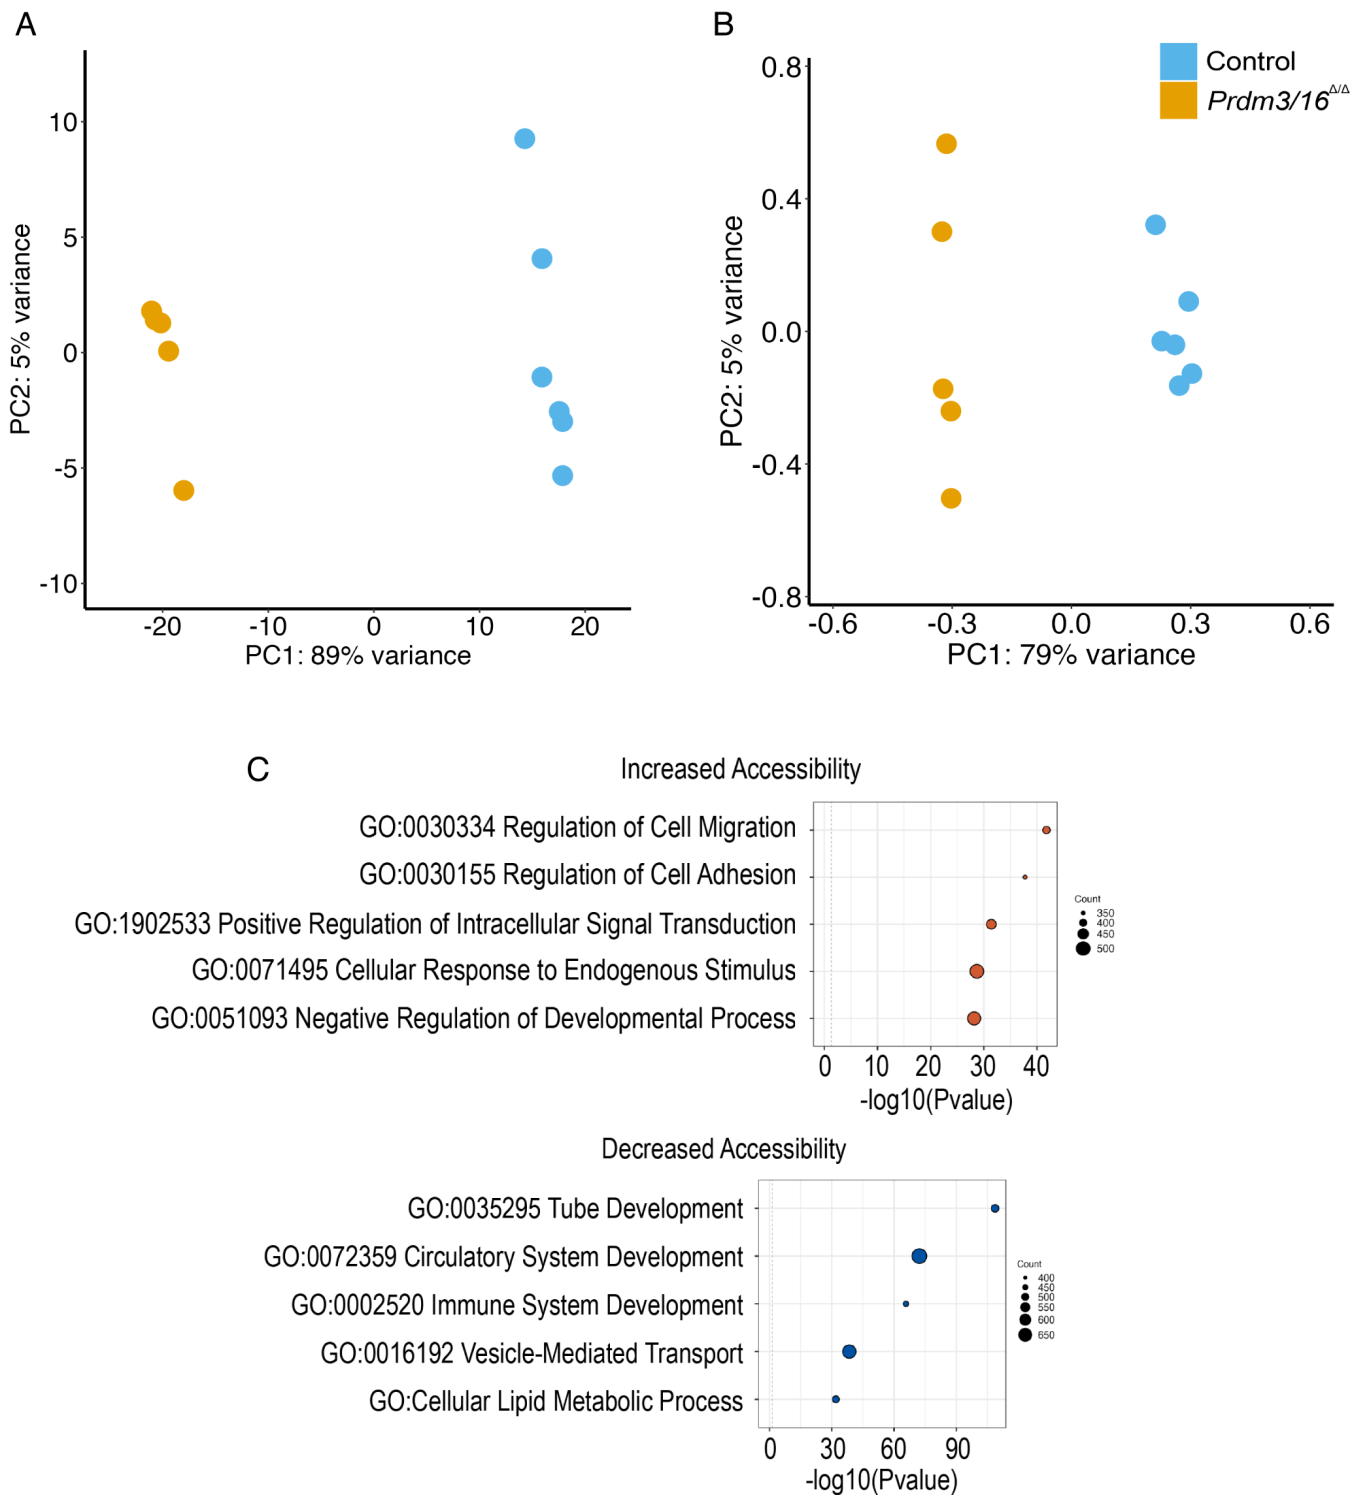 A
10
5
0
-5
-10
PC2: 5% variance
-20 -10 0 10 20
PC1: 89% variance
B
Control
Prdm3/16Δ/Δ
0.8
0.4
0.0
-0.4
-0.8
PC2: 5% variance
-0.6 -0.3 0.0 0.3 0.6
PC1: 79% variance
C
Increased Accessibility
GO:0030334 Regulation of Cell Migration
GO:0030155 Regulation of Cell Adhesion
GO:1902533 Positive Regulation of Intracellular Signal Transduction
GO:0071495 Cellular Response to Endogenous Stimulus
GO:0051093 Negative Regulation of Developmental Process
0 10 20 30 40
-log10(Pvalue)
Count
350
400
450
500
Decreased Accessibility
GO:0035295 Tube Development
GO:0072359 Circulatory System Development
GO:0002520 Immune System Development
GO:0016192 Vesicle-Mediated Transport
GO:Cellular Lipid Metabolic Process
0 30 60 90
-log10(Pvalue)
Count
400
450
500
550
600
650